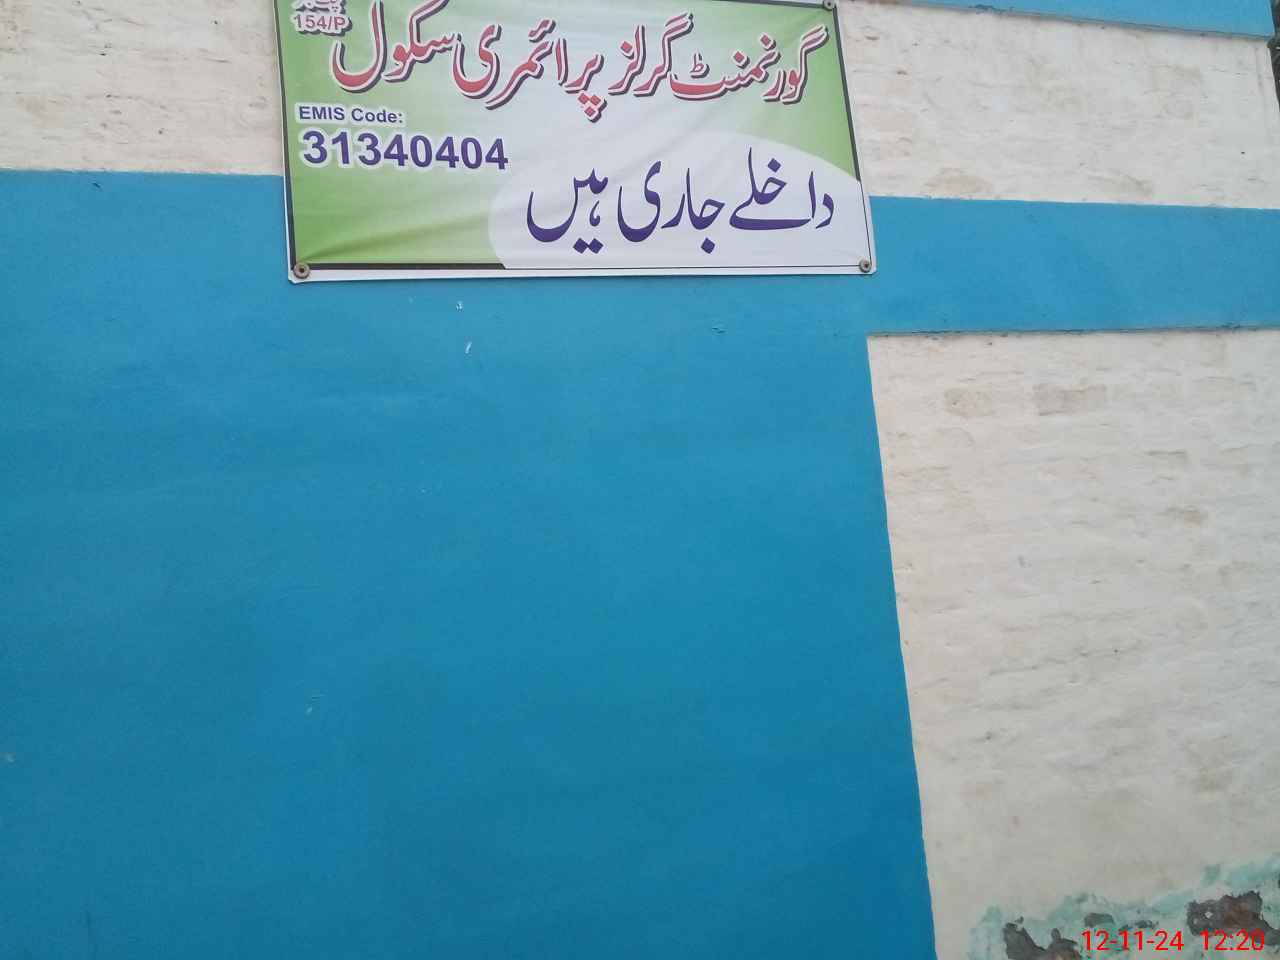 گورنمنٹ گرلز پرائمری سکول
154/P
EMIS Code:
31340404
داخلے جاری ہیں
12-11-24 12:20